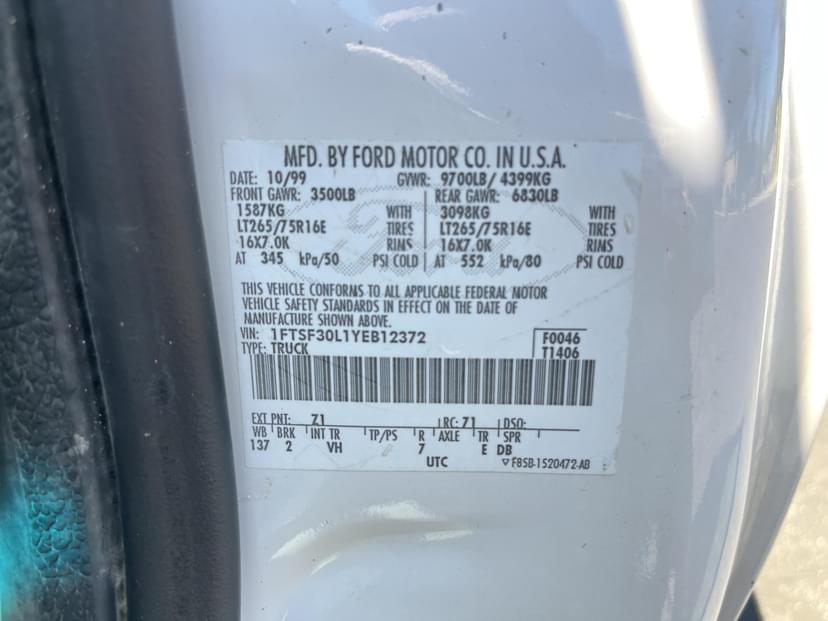 MFD. BY FORD MOTOR CO. IN U.S.A.
DATE: 10/99 GVWR: 9700LB/ 4399KG
FRONT GAWR: 3500LB REAR GAWR: 6830LB
1587KG WITH 3098KG WITH
LT265/75R16E TIRES LT265/75R16E TIRES
16X7.0K RIMS 16X7.0K RIMS
AT 345 kPa/50 PSI COLD AT 552 kPa/80 PSI COLD
THIS VEHICLE CONFORMS TO ALL APPLICABLE FEDERAL MOTOR
VEHICLE SAFETY STANDARDS IN EFFECT ON THE DATE OF
MANUFACTURE SHOWN ABOVE.
VIN: 1FTSF30L1YEB12372 F0046
TYPE: TRUCK T1406
EXT PNT: Z1 RC: 71 DSO:
WB BRK INT TR TP/PS R AXLE TR SPR
137 2 VH 7 E DB
UTC ▽ F85B-1520472-AB